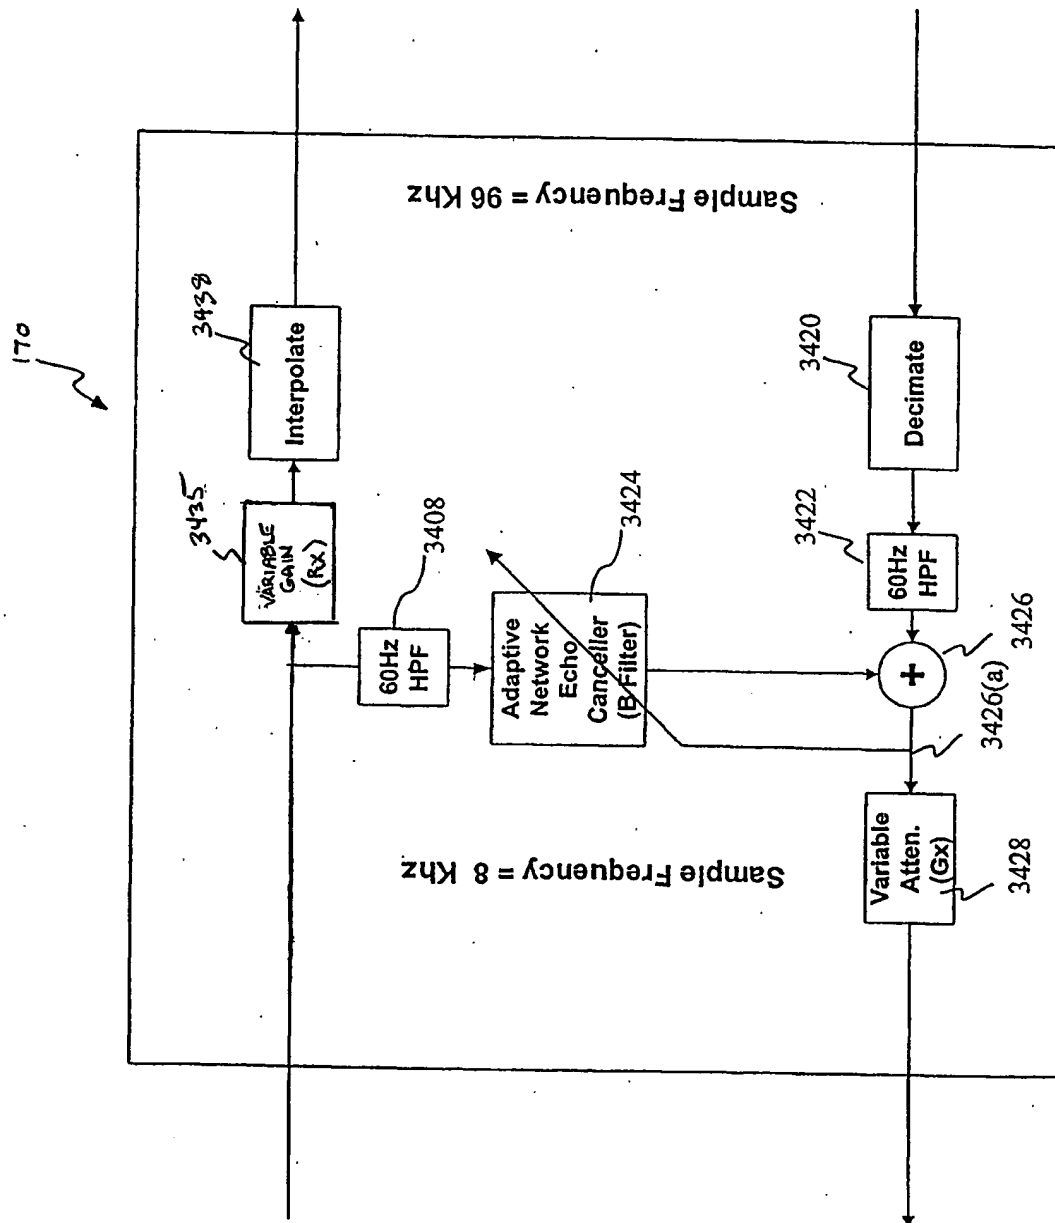 170
3438
Interpolate
Sample Frequency = 96 Khz
3435
VARIABLE
GAIN
(Rx)
60Hz
HPF
3408
Adaptive
Network
Echo
Canceller
(B Filter)
3424
3420
Decimate
3422
60Hz
HPF
+
3426
3426(a)
Sample Frequency = 8 Khz
Variable
Atten.
(Gx)
3428